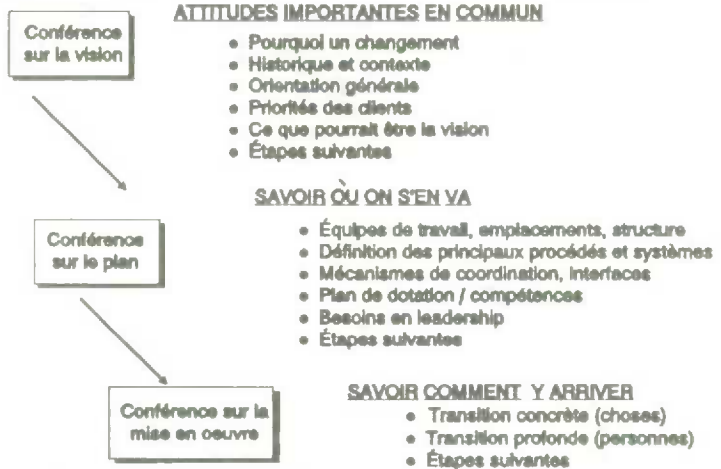 Conférence
sur la vision
ATTITUDES IMPORTANTES EN COMMUN
• Pourquoi un changement
• Historique et contexte
• Orientation générale
• Priorités des clients
• Ce que pourrait être la vision
• Étapes suivantes
Conférence
sur le plan
SAVOIR OÙ ON S'EN VA
• Équipes de travail, emplacements, structure
• Définition des principaux procédés et systèmes
• Mécanismes de coordination, interfaces
• Plan de dotation / compétences
• Besoins en leadership
• Étapes suivantes
Conférence sur la
mise en oeuvre
SAVOIR COMMENT Y ARRIVER
• Transition concrète (choses)
• Transition profonde (personnes)
• Étapes suivantes